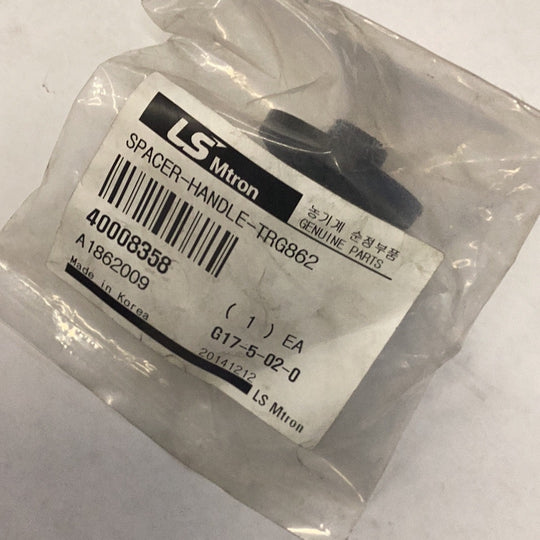 LS Mtron
농기계 순정부품
GENUINE PARTS
SPACER-HANDLE-TRG862
40008358
A1862009
Made in Korea
( 1 ) EA
G17-5-02-0
20141212
LS Mtron